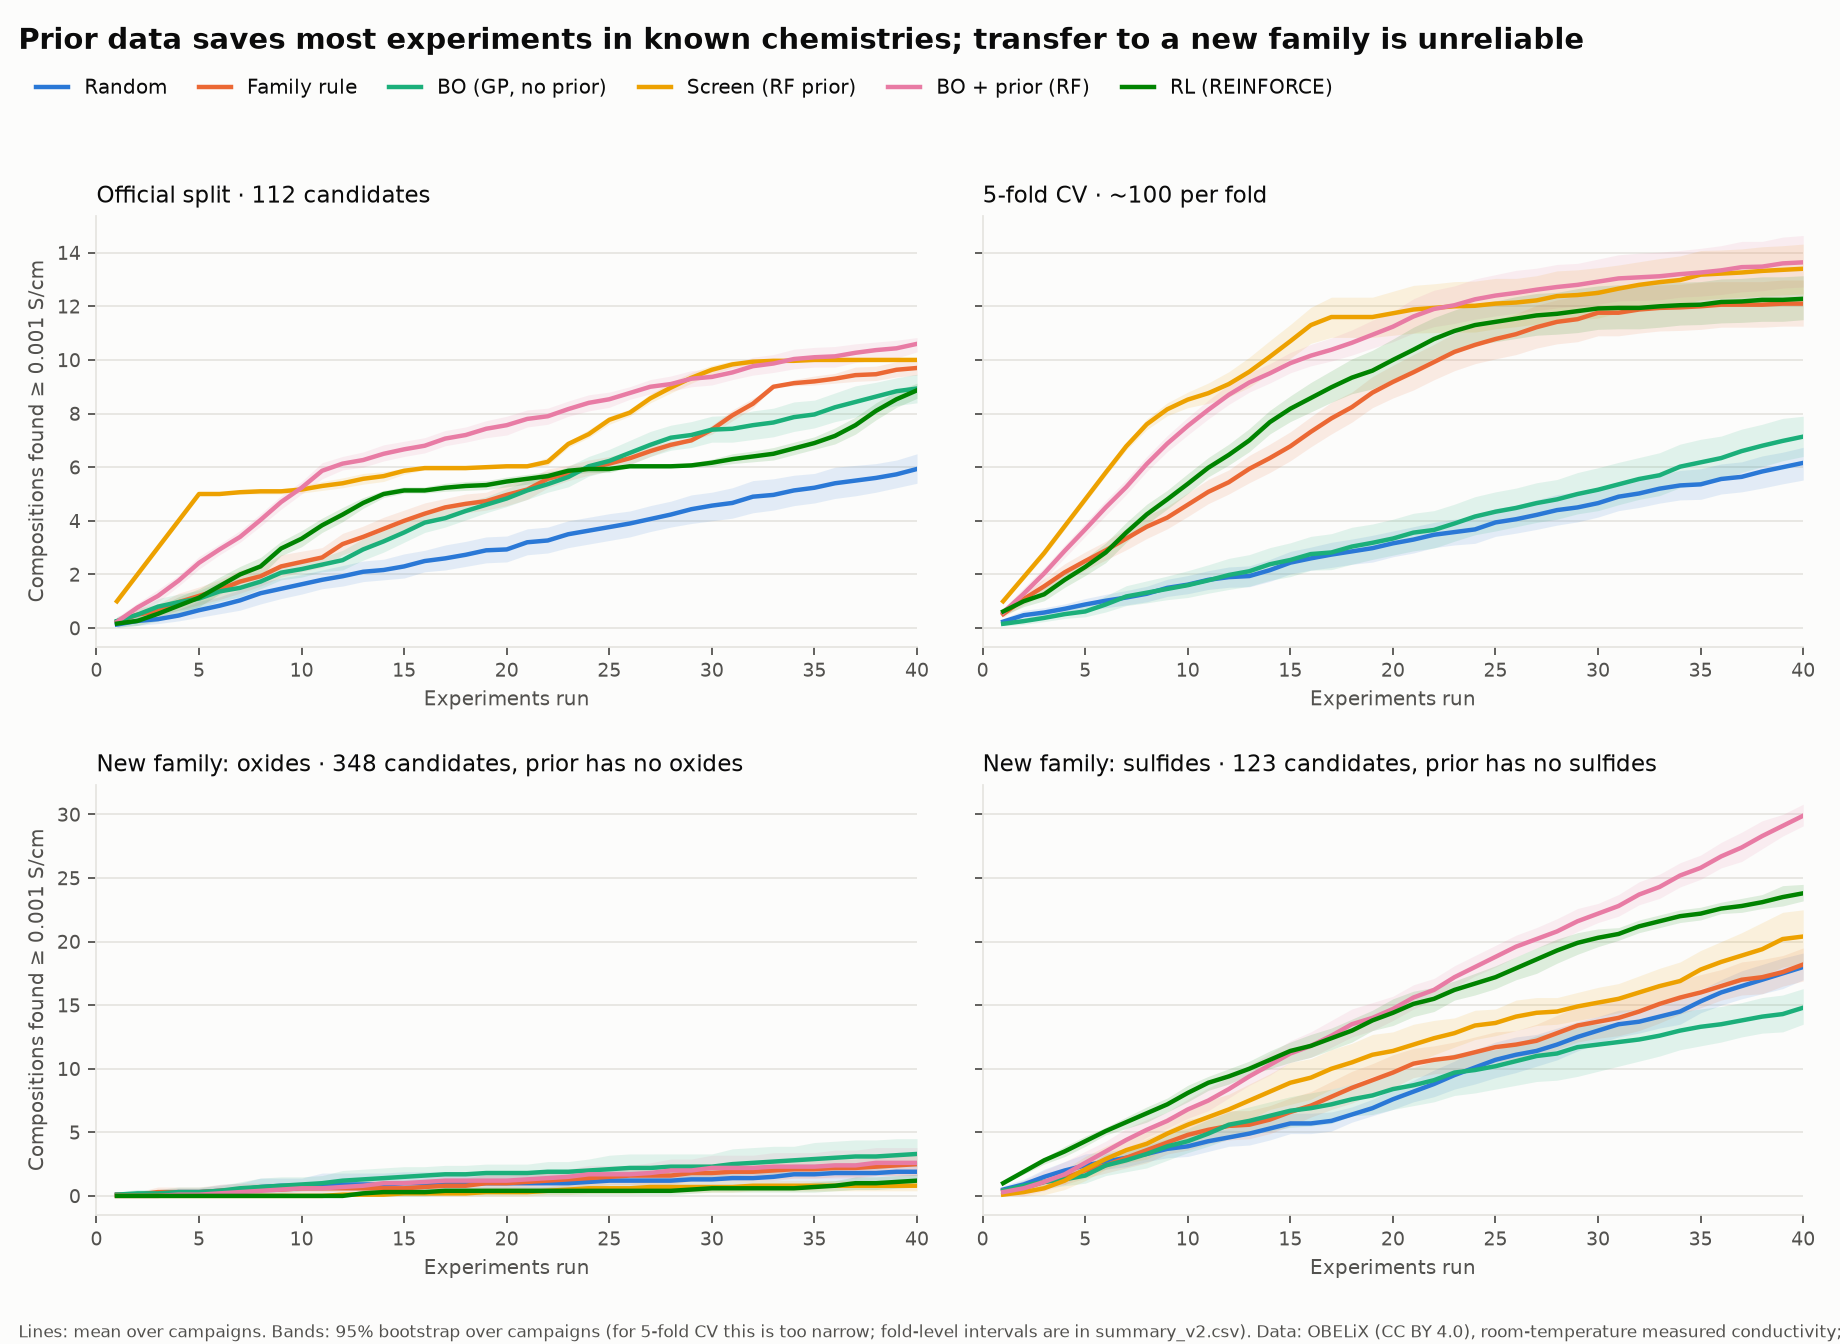 Prior data saves most experiments in known chemistries; transfer to a new family is unreliable
Random Family rule BO (GP, no prior) Screen (RF prior) BO + prior (RF) RL (REINFORCE)
Official split · 112 candidates
Compositions found ≥ 0.001 S/cm
14
12
10
8
6
4
2
0
0 5 10 15 20 25 30 35 40
Experiments run
5-fold CV · ~100 per fold
0 5 10 15 20 25 30 35 40
Experiments run
New family: oxides · 348 candidates, prior has no oxides
Compositions found ≥ 0.001 S/cm
30
25
20
15
10
5
0
0 5 10 15 20 25 30 35 40
Experiments run
New family: sulfides · 123 candidates, prior has no sulfides
0 5 10 15 20 25 30 35 40
Experiments run
Lines: mean over campaigns. Bands: 95% bootstrap over campaigns (for 5-fold CV this is too narrow; fold-level intervals are in summary_v2.csv). Data: OBELiX (CC BY 4.0), room-temperature measured conductivity;